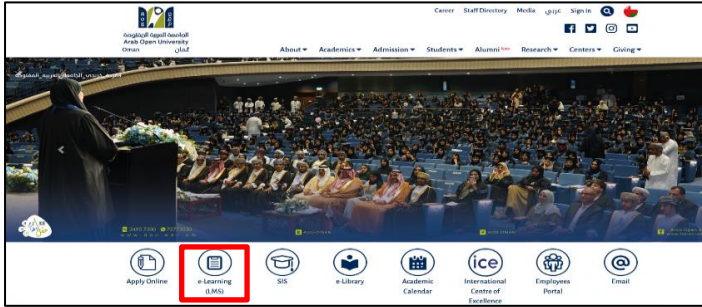 Career Staff Directory Media عربي Sign in
الجامعة العربية المفتوحة
Arab Open University
Oman عُمان
About Academics Admission Students Alumni New Research Centers Giving
Apply Online
e-Learning
(LMS)
SIS
e-Library
Academic
Calendar
ice
International
Centre of
Excellence
Employees
Portal
@
Email